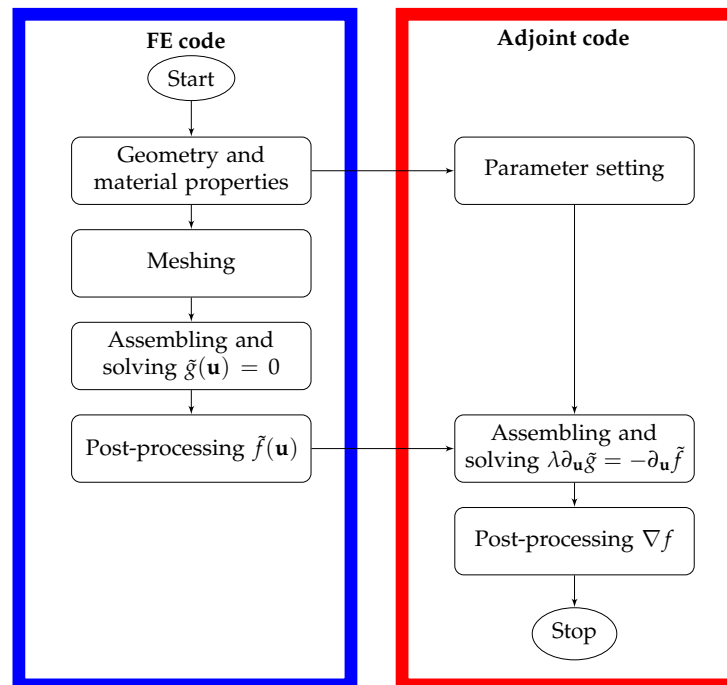 FE code
Start
Geometry and
material properties
Meshing
Assembling and
solving g̃(𝐮) = 0
Post-processing f̃(𝐮)
Adjoint code
Parameter setting
Assembling and
solving λ∂𝐮g̃ = −∂𝐮f̃
Post-processing ∇f
Stop